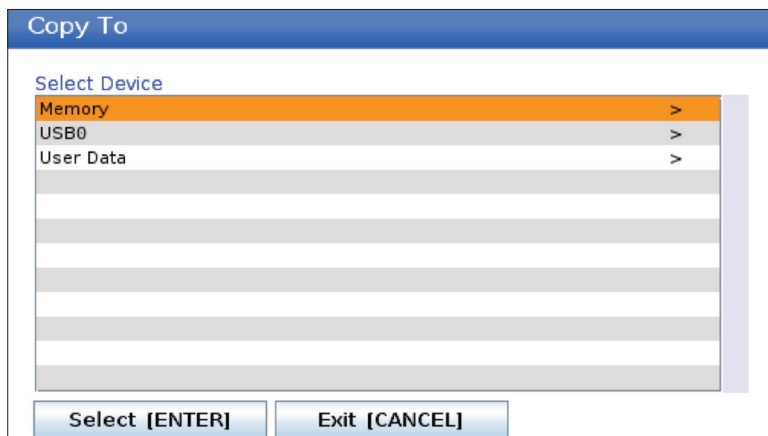 Copy To
Select Device
Memory >
USB0 >
User Data >
Select [ENTER] Exit [CANCEL]